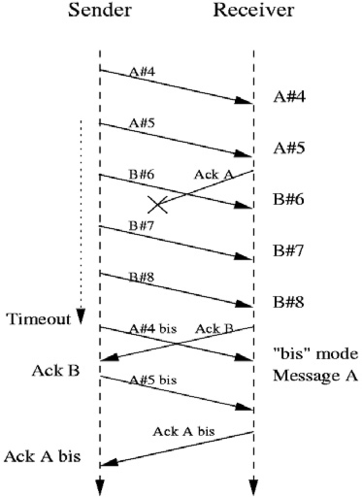 Sender Receiver
A#4
A#4
A#5
A#5
B#6 Ack A
B#6
B#7
B#7
B#8
B#8
Timeout
A#4 bis Ack B
"bis" mode
Ack B
Message A
A#5 bis
Ack A bis
Ack A bis